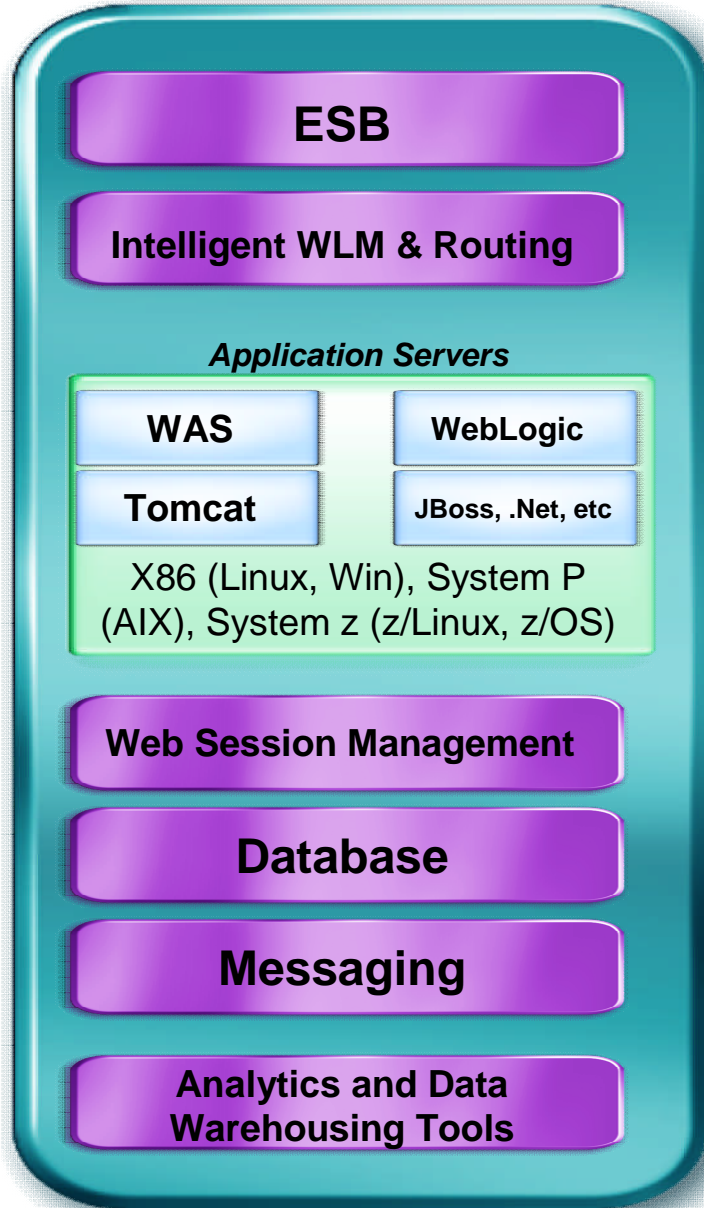 ESB
Intelligent WLM & Routing
Application Servers
WAS
WebLogic
Tomcat
JBoss, .Net, etc
X86 (Linux, Win), System P
(AIX), System z (z/Linux, z/OS)
Web Session Management
Database
Messaging
Analytics and Data
Warehousing Tools